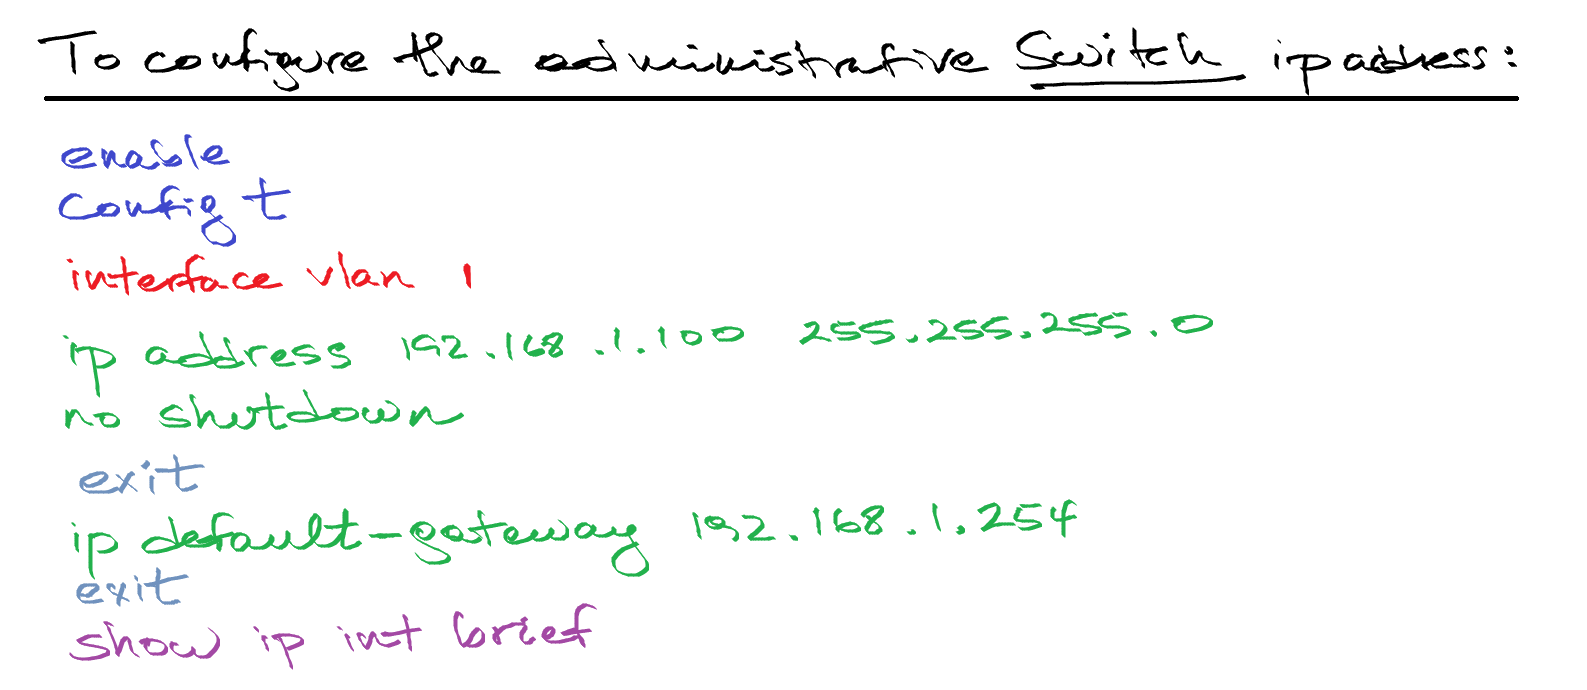 To configure the administrative Switch ip address:
enable
Config t
interface vlan 1
ip address 192.168.1.100 255.255.255.0
no shutdown
exit
ip default-gateway 192.168.1.254
exit
show ip int brief